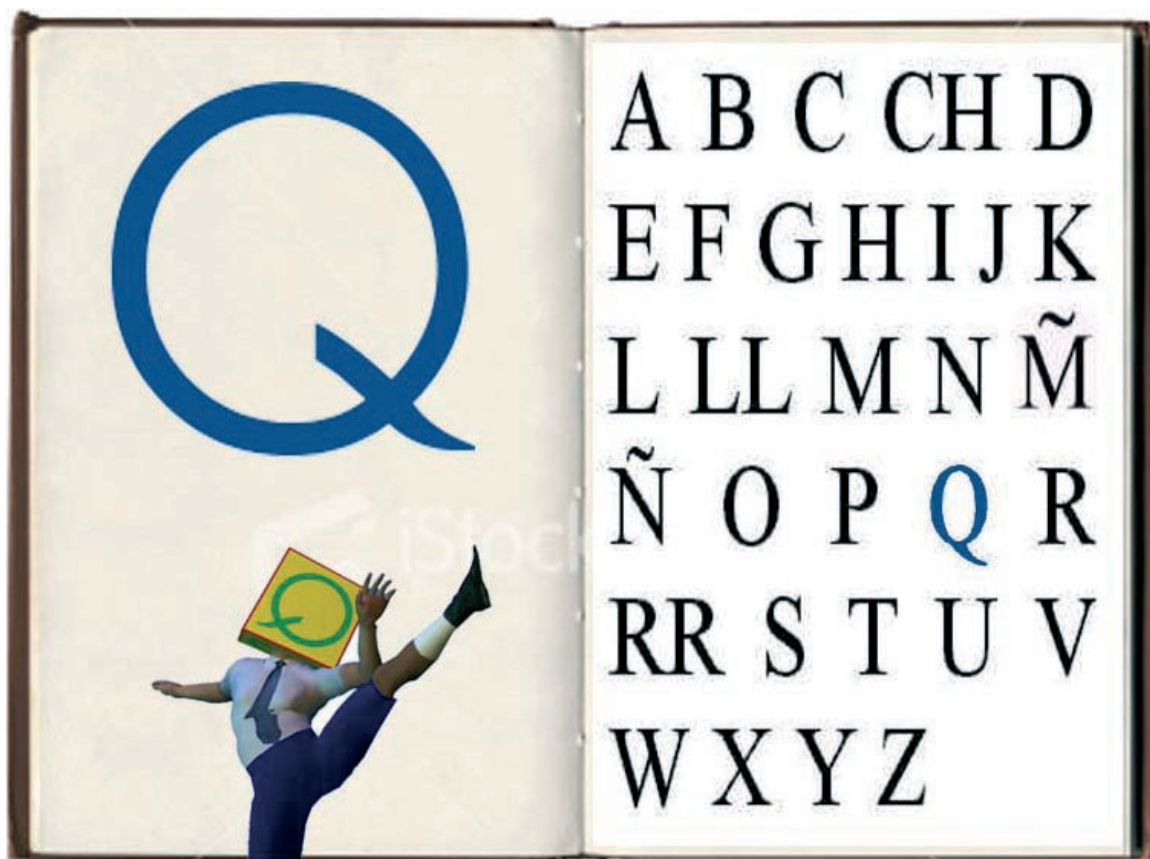 Q
A B C CH D
E F G H I J K
L LL M N M̃
Ñ O P Q R
RR S T U V
W X Y Z
iStock
Q